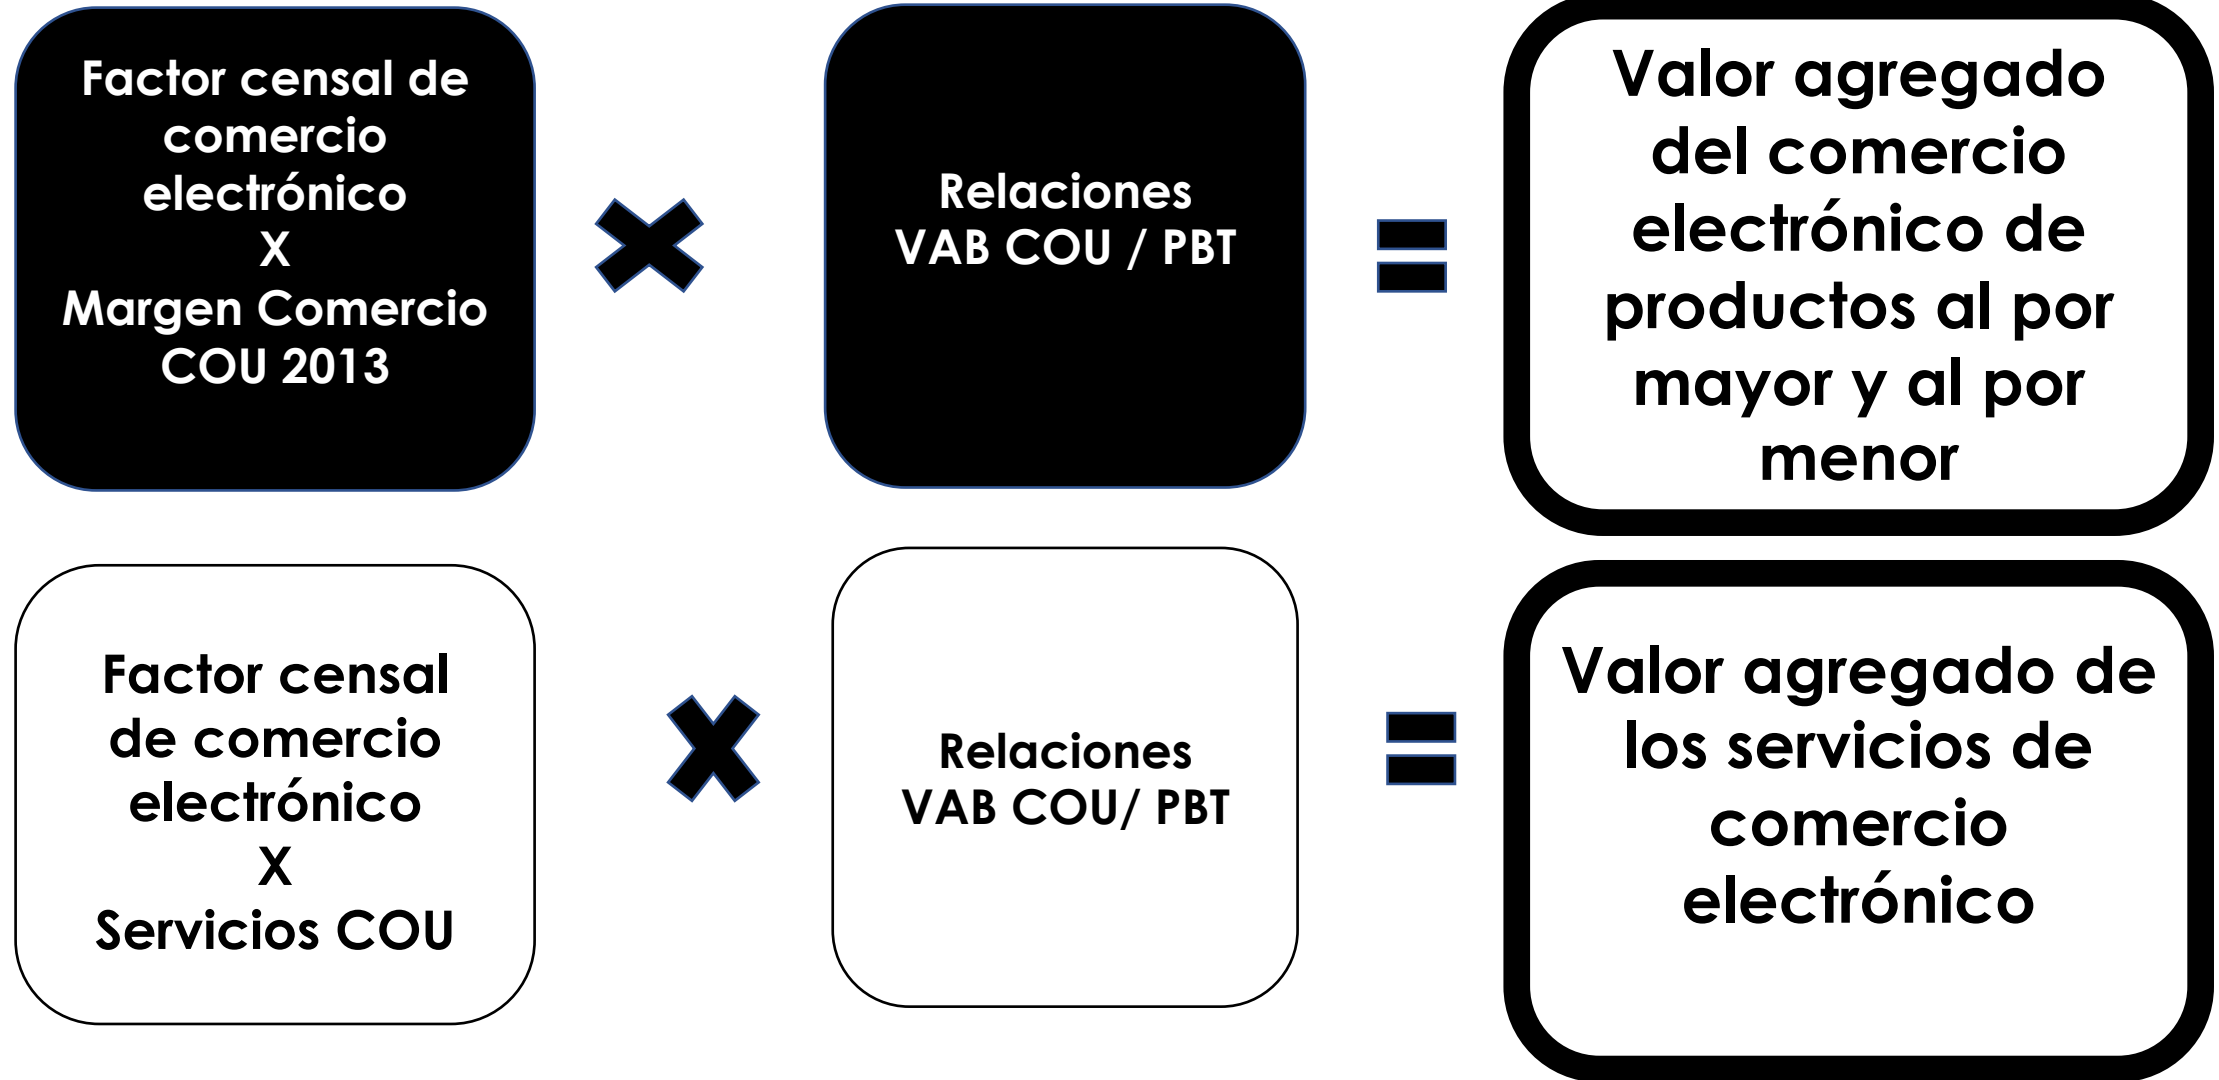 Factor censal de
comercio
electrónico
X
Margen Comercio
COU 2013
Relaciones
VAB COU / PBT
Valor agregado
del comercio
electrónico de
productos al por
mayor y al por
menor
Factor censal
de comercio
electrónico
X
Servicios COU
Relaciones
VAB COU/ PBT
Valor agregado de
los servicios de
comercio
electrónico